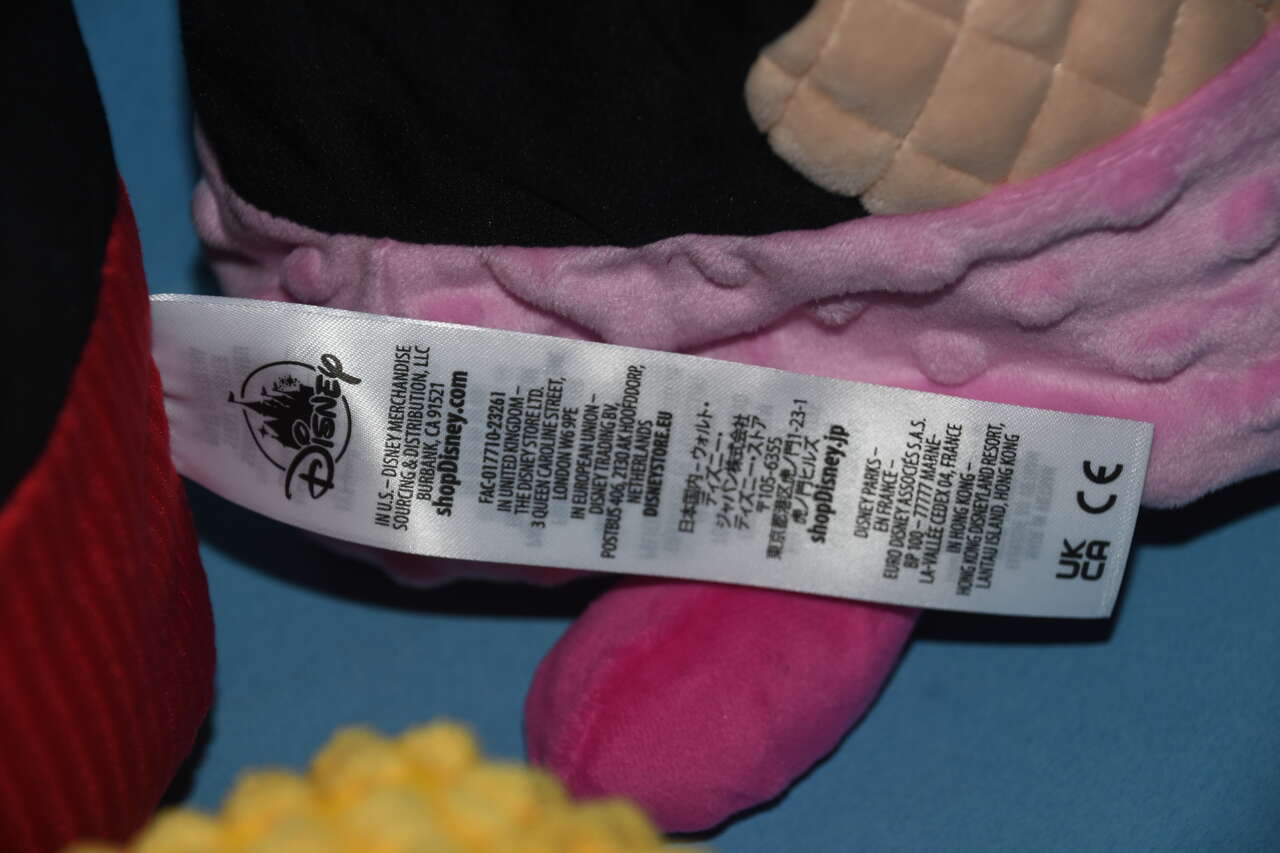 Disney
IN U.S. – DISNEY MERCHANDISE
SOURCING & DISTRIBUTION, LLC
BURBANK, CA 91521
shopDisney.com
FAC-017710-23261
IN UNITED KINGDOM –
THE DISNEY STORE LTD.
3 QUEEN CAROLINE STREET,
LONDON W6 9PE
IN EUROPEAN UNION –
DISNEY TRADING BV,
POSTBUS 406, 2130 AK HOOFDDORP,
NETHERLANDS
DISNEYSTORE.EU
日本国内-ウォルト・
ディズニー・
ジャパン株式会社
ディズニーストア
〒105-6355
東京都港区虎ノ門1-23-1
虎ノ門ヒルズ
shopDisney.jp
DISNEY PARKS –
EN FRANCE –
EURO DISNEY ASSOCIES S.A.S.
BP 100 – 77777 MARNE-
LA-VALLÉE CEDEX 04, FRANCE
IN HONG KONG –
HONG KONG DISNEYLAND RESORT,
LANTAU ISLAND, HONG KONG
UK
CA
CE